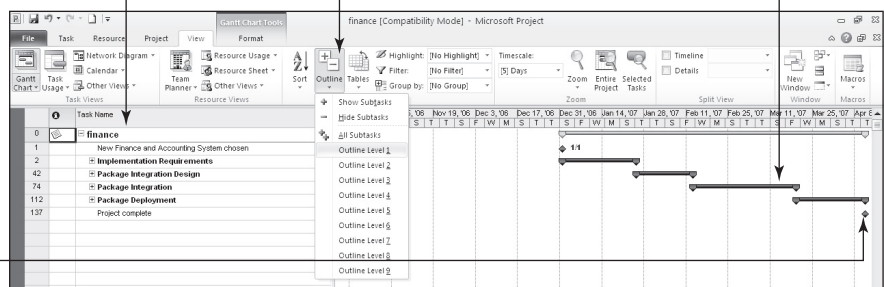 Gantt Chart Tools
finance [Compatibility Mode] - Microsoft Project
File Task Resource Project View Format
Gantt Chart
Task Usage
Network Diagram
Calendar
Other Views
Task Views
Team Planner
Resource Usage
Resource Sheet
Other Views
Resource Views
Sort
Outline
Tables
Highlight: [No Highlight]
Filter: [No Filter]
Group by: [No Group]
Timescale:
[5] Days
Zoom
Entire Project
Selected Tasks
Zoom
Timeline
Details
Split View
New Window
Window
Macros
Macros
Show Subtasks
Hide Subtasks
All Subtasks
Outline Level 1
Outline Level 2
Outline Level 3
Outline Level 4
Outline Level 5
Outline Level 6
Outline Level 7
Outline Level 8
Outline Level 9
Task Name
5, '06 Nov 19, '06 Dec 3, '06 Dec 17, '06 Dec 31, '06 Jan 14, '07 Jan 28, '07 Feb 11, '07 Feb 25, '07 Mar 11, '07 Mar 25, '07 Apr 8
S T T S F W M S T T S F W M S T T S F W M S T T S F W M S T T
0 finance
1 New Finance and Accounting System chosen 1/1
2 Implementation Requirements
42 Package Integration Design
74 Package Integration
112 Package Deployment
137 Project complete